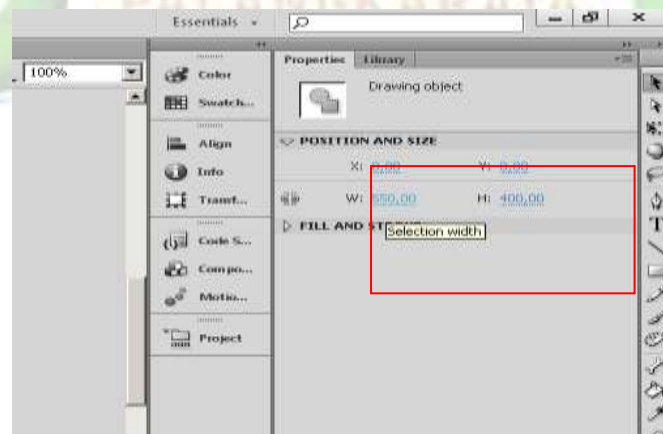 Essentials
100%
Color
Swatch...
Align
Info
Transf...
Code S...
Compo...
Motio...
Project
Properties Library
Drawing object
POSITION AND SIZE
X: 0,00 Y: 0,00
W: 550,00 H: 400,00
FILL AND
Selection width
T